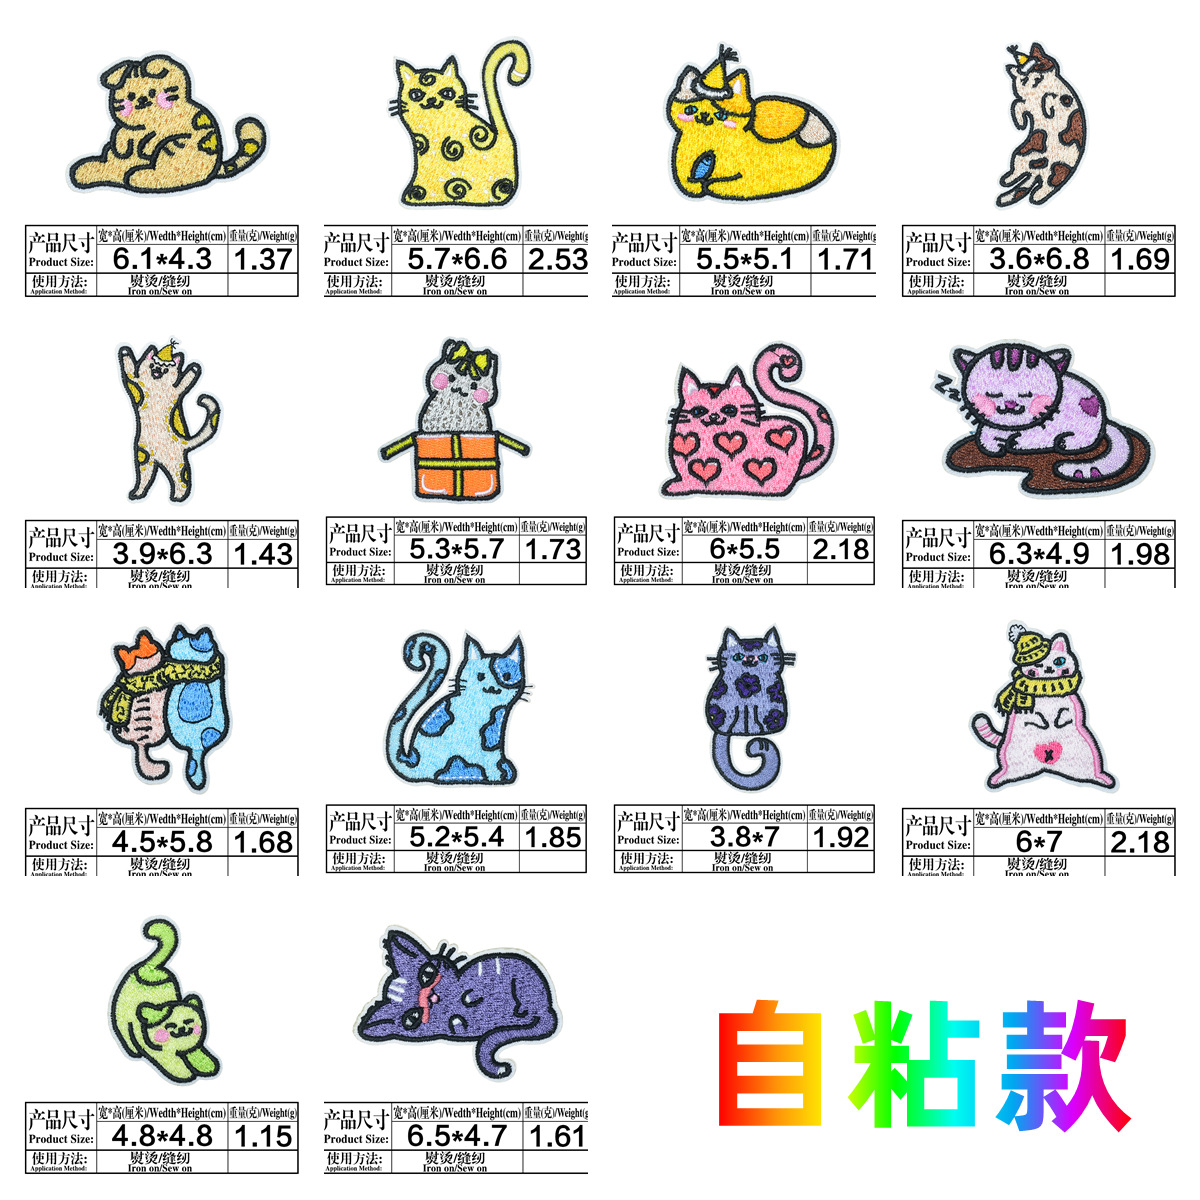 产品尺寸 宽*高(厘米)/Wedth*Height(cm) 重量(克)/Weight(g)
Product Size: 6.1*4.3 1.37
使用方法: 熨烫/缝纫
Application Method: Iron on/Sew on
产品尺寸 宽*高(厘米)/Wedth*Height(cm) 重量(克)/Weight(g
Product Size: 5.7*6.6 2.53
使用方法: 熨烫/缝纫
Application Method: Iron on/Sew on
产品尺寸 宽*高(厘米)/Wedth*Height(cm) 重量(克)/Weight(g
Product Size: 5.5*5.1 1.71
使用方法: 熨烫/缝纫
Application Method: Iron on/Sew on
产品尺寸 宽*高(厘米)/Wedth*Height(cm) 重量(克)/Weight(g)
Product Size: 3.6*6.8 1.69
使用方法: 熨烫/缝纫
Application Method: Iron on/Sew on
产品尺寸 宽*高(厘米)/Wedth*Height(cm) 重量(克)/Weight(g)
Product Size: 3.9*6.3 1.43
使用方法: 熨烫/缝纫
Application Method: Iron on/Sew on
产品尺寸 宽*高(厘米)/Wedth*Height(cm) 重量(克)/Weight(g)
Product Size: 5.3*5.7 1.73
使用方法: 熨烫/缝纫
Application Method: Iron on/Sew on
产品尺寸 宽*高(厘米)/Wedth*Height(cm) 重量(克)/Weight(g)
Product Size: 6*5.5 2.18
使用方法: 熨烫/缝纫
Application Method: Iron on/Sew on
ZZz
产品尺寸 宽*高(厘米)/Wedth*Height(cm) 重量(克)/Weight(g)
Product Size: 6.3*4.9 1.98
使用方法: 熨烫/缝纫
Application Method: Iron on/Sew on
产品尺寸 宽*高(厘米)/Wedth*Height(cm) 重量(克)/Weight(g)
Product Size: 4.5*5.8 1.68
使用方法: 熨烫/缝纫
Application Method: Iron on/Sew on
产品尺寸 宽*高(厘米)/Wedth*Height(cm) 重量(克)/Weight(g)
Product Size: 5.2*5.4 1.85
使用方法: 熨烫/缝纫
Application Method: Iron on/Sew on
产品尺寸 宽*高(厘米)/Wedth*Height(cm) 重量(克)/Weight(g)
Product Size: 3.8*7 1.92
使用方法: 熨烫/缝纫
Application Method: Iron on/Sew on
产品尺寸 宽*高(厘米)/Wedth*Height(cm) 重量(克)/Weight(g)
Product Size: 6*7 2.18
使用方法: 熨烫/缝纫
Application Method: Iron on/Sew on
产品尺寸 宽*高(厘米)/Wedth*Height(cm) 重量(克)/Weight(g)
Product Size: 4.8*4.8 1.15
使用方法: 熨烫/缝纫
Application Method: Iron on/Sew on
产品尺寸 宽*高(厘米)/Wedth*Height(cm) 重量(克)/Weight(g
Product Size: 6.5*4.7 1.61
使用方法: 熨烫/缝纫
Application Method: Iron on/Sew on
自粘款